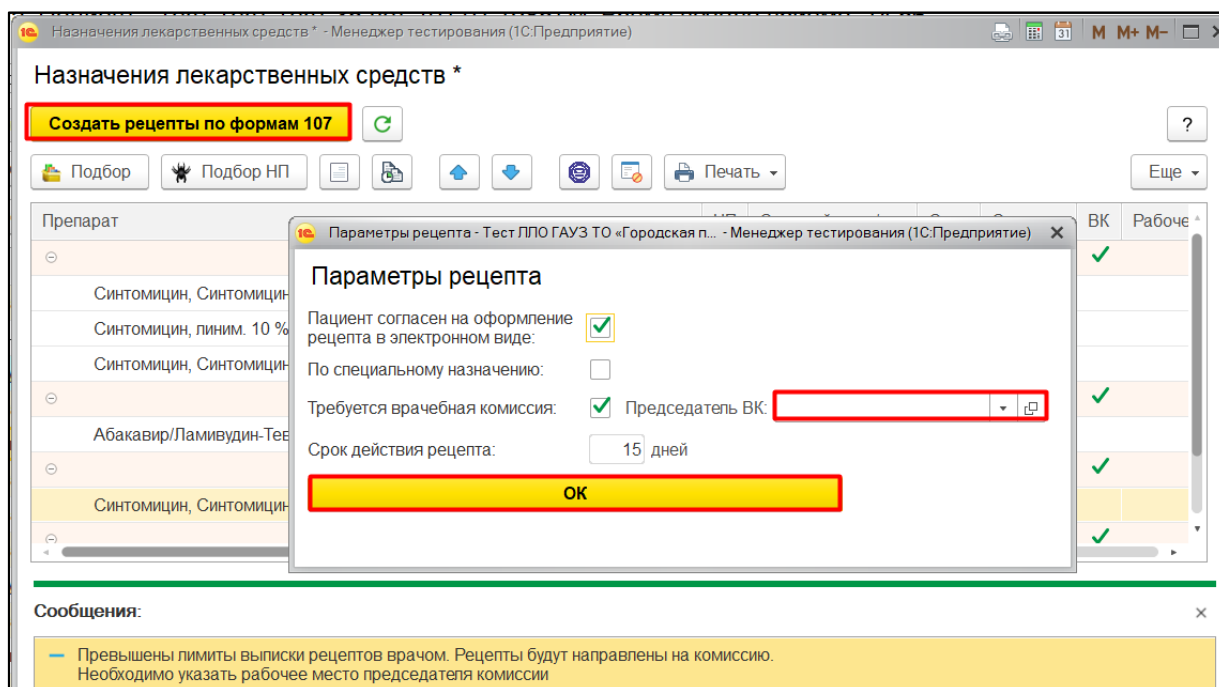 Назначения лекарственных средств * - Менеджер тестирования (1С:Предприятие)
M M+ M-
Назначения лекарственных средств *
Создать рецепты по формам 107
?
Подбор
Подбор НП
Печать
Еще
Препарат
ВК
Рабоче
Синтомицин, Синтомицин
Синтомицин, линим. 10 %
Синтомицин, Синтомицин
Абакавир/Ламивудин-Тев
Синтомицин, Синтомицин
Параметры рецепта - Тест ЛПО ГАУЗ ТО «Городская п... - Менеджер тестирования (1С:Предприятие)
Параметры рецепта
Пациент согласен на оформление
рецепта в электронном виде:
По специальному назначению:
Требуется врачебная комиссия:
Председатель ВК:
Срок действия рецепта:
15 дней
ОК
Сообщения:
Превышены лимиты выписки рецептов врачом. Рецепты будут направлены на комиссию.
Необходимо указать рабочее место председателя комиссии